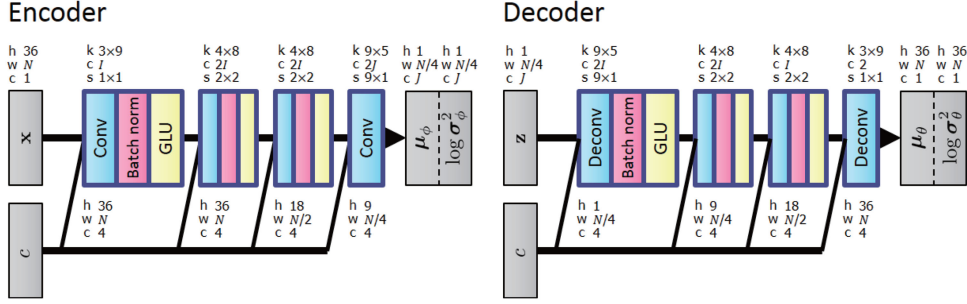 Encoder
h 36
w N
c 1
k 3×9
c I
s 1×1
k 4×8
c 2I
s 2×2
k 4×8
c 2I
s 2×2
k 9×5
c 2J
s 9×1
h 1
w N/4
c J
h 1
w N/4
c J
x
Conv
Batch norm
GLU
Conv
μϕ
log σ²ϕ
c
h 36
w N
c 4
h 36
w N
c 4
h 18
w N/2
c 4
h 9
w N/4
c 4
Decoder
h 1
w N/4
c J
k 9×5
c 2I
s 9×1
k 4×8
c 2I
s 2×2
k 4×8
c I
s 2×2
k 3×9
c 2
s 1×1
h 36
w N
c 1
h 36
w N
c 1
z
Deconv
Batch norm
GLU
Deconv
μθ
log σ²θ
c
h 1
w N/4
c 4
h 9
w N/4
c 4
h 18
w N/2
c 4
h 36
w N
c 4